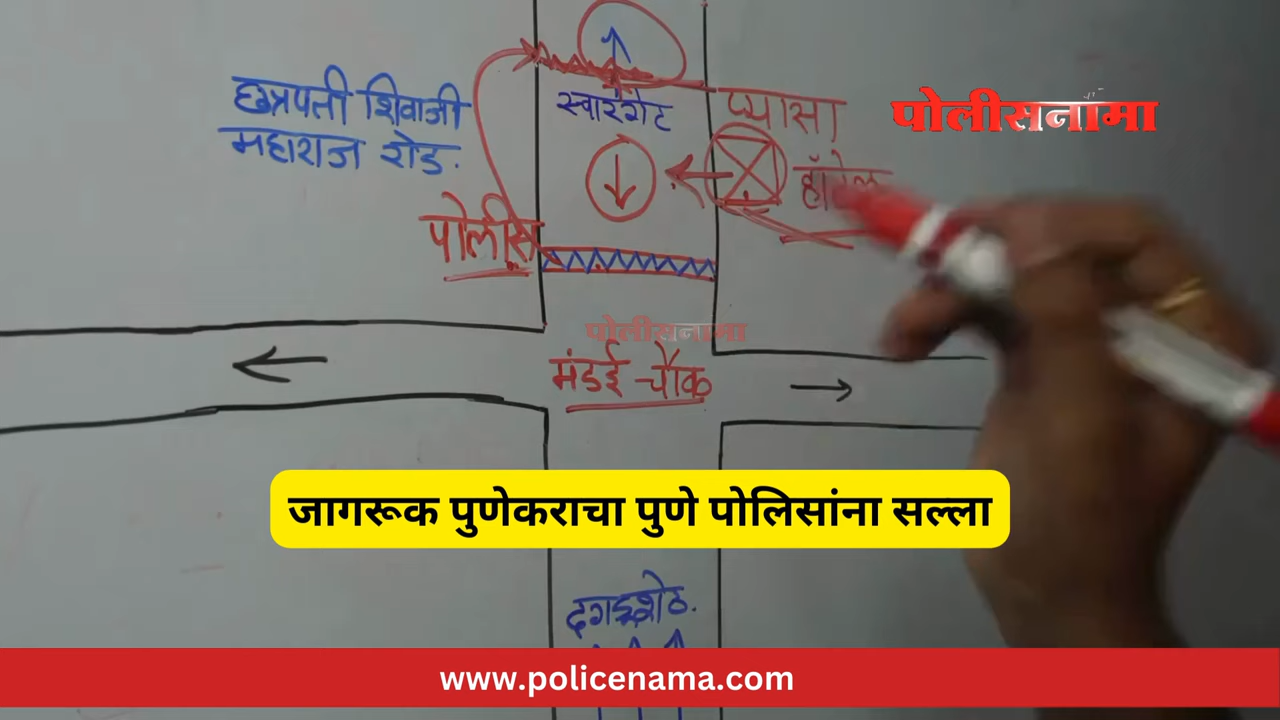 छत्रपती शिवाजी
महाराज रोड.
स्वारगेट
प्यासा
हॉटेल
पोलीसनामा
पोलीस
पोलीसनामा
मंडई चौक
जागरूक पुणेकराचा पुणे पोलिसांना सल्ला
दगडूशेठ.
www.policenama.com